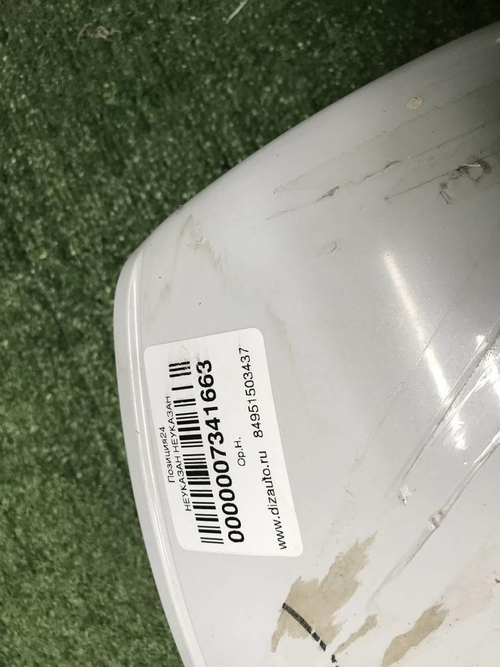 Позиция24
НЕУКАЗАН НЕУКАЗАН
0000007341663
Ор.Н.
www.dizauto.ru 84951503437